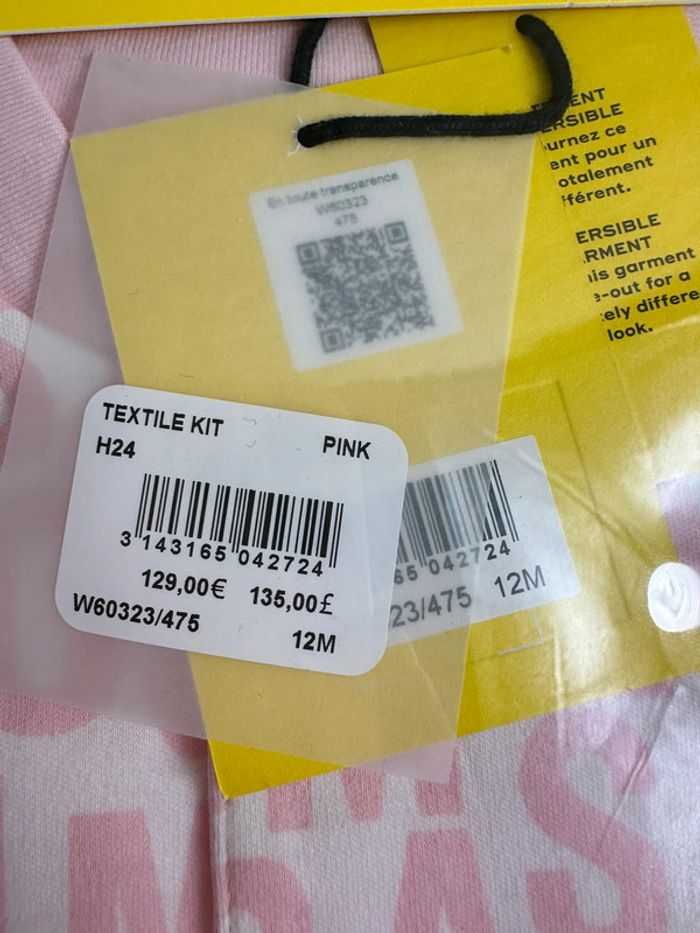 ENT
ERSIBLE
urnez ce
ent pour un
otalement
fférent.
ERSIBLE
RMENT
is garment
e-out for a
ely differe
look.
En toute transparence
W60323
475
TEXTILE KIT
H24
PINK
3 143165 042724
129,00€ 135,00£
W60323/475
12M
65 042724
23/475 12M